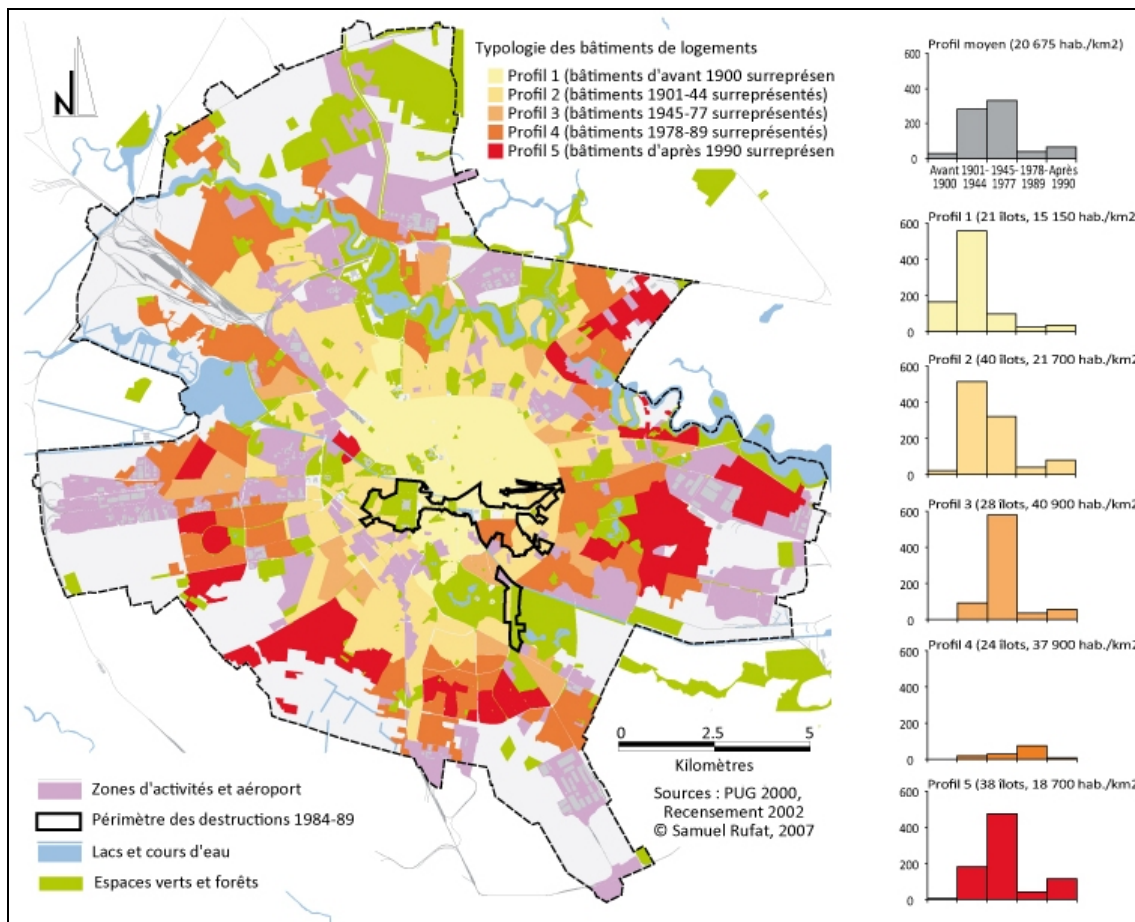 N
Typologie des bâtiments de logements
Profil 1 (bâtiments d'avant 1900 surreprésen
Profil 2 (bâtiments 1901-44 surreprésentés)
Profil 3 (bâtiments 1945-77 surreprésentés)
Profil 4 (bâtiments 1978-89 surreprésentés)
Profil 5 (bâtiments d'après 1990 surreprésen
Zones d'activités et aéroport
Périmètre des destructions 1984-89
Lacs et cours d'eau
Espaces verts et forêts
0 2.5 5
Kilomètres
Sources : PUG 2000,
Recensement 2002
© Samuel Rufat, 2007
Profil moyen (20 675 hab./km2)
600
400
200
0
Avant 1901- 1945- 1978- Après
1900 1944 1977 1989 1990
Profil 1 (21 îlots, 15 150 hab./km2
600
400
200
0
Profil 2 (40 îlots, 21 700 hab./km2
600
400
200
0
Profil 3 (28 îlots, 40 900 hab./km2
600
400
200
0
Profil 4 (24 îlots, 37 900 hab./km2
600
400
200
0
Profil 5 (38 îlots, 18 700 hab./km2
600
400
200
0